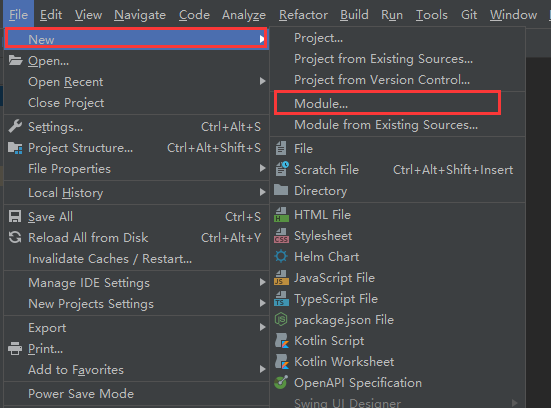 File Edit View Navigate Code Analyze Refactor Build Run Tools Git Window
New
Open...
Open Recent
Close Project
Settings... Ctrl+Alt+S
Project Structure... Ctrl+Alt+Shift+S
File Properties
Local History
Save All Ctrl+S
Reload All from Disk Ctrl+Alt+Y
Invalidate Caches / Restart...
Manage IDE Settings
New Projects Settings
Export
Print...
Add to Favorites
Power Save Mode
Project...
Project from Existing Sources...
Project from Version Control...
Module...
Module from Existing Sources...
File
Scratch File Ctrl+Alt+Shift+Insert
Directory
HTML File
Stylesheet
Helm Chart
JavaScript File
TypeScript File
package.json File
Kotlin Script
Kotlin Worksheet
OpenAPI Specification
Swing UI Designer